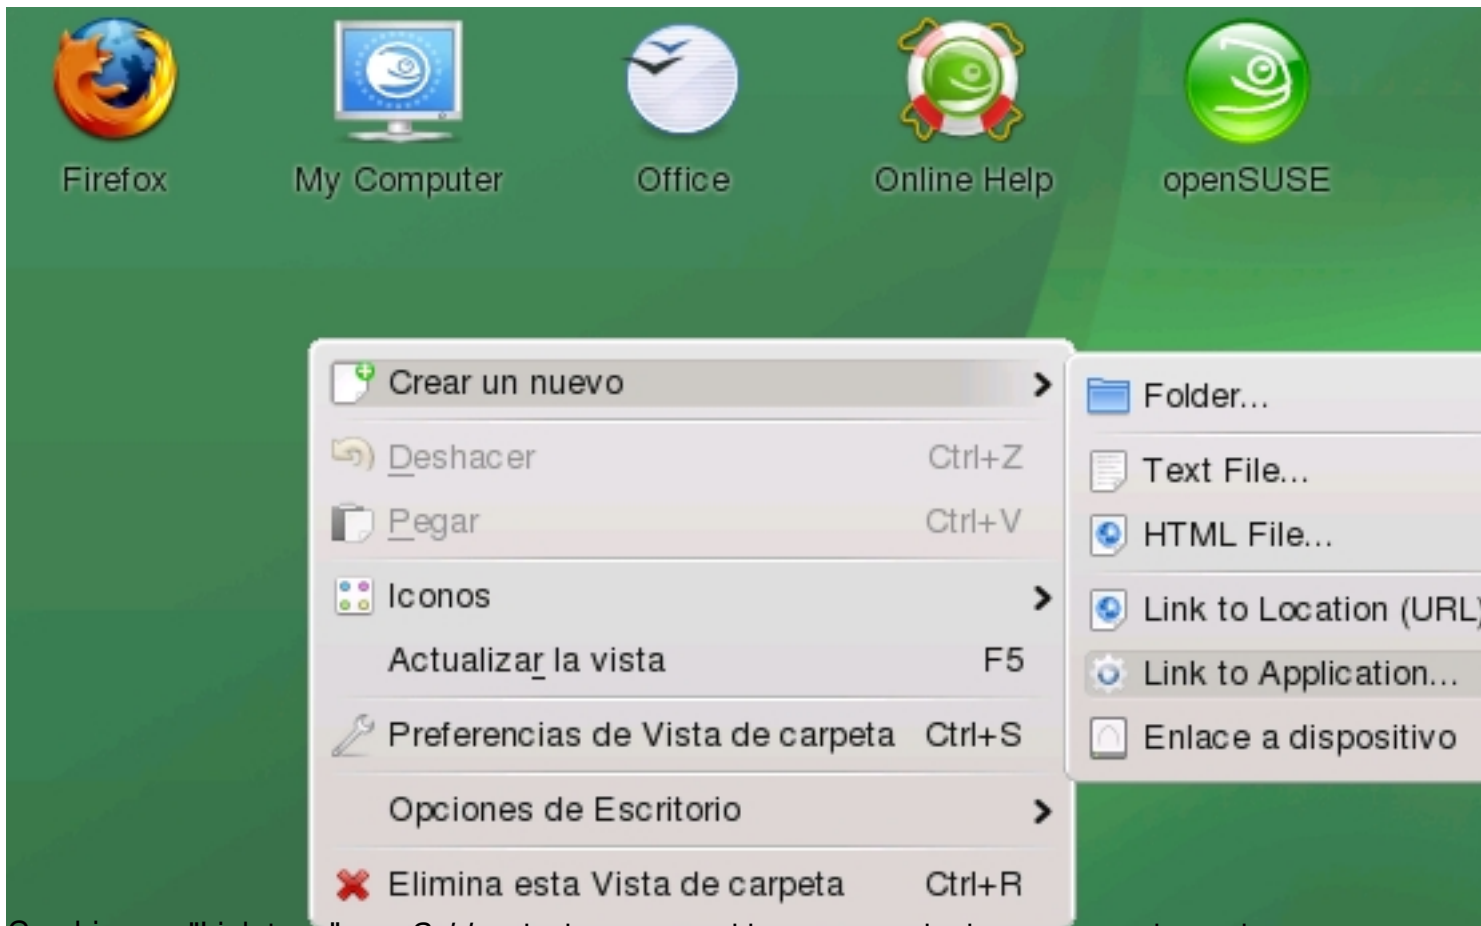 Firefox
My Computer
Office
Online Help
openSUSE
Crear un nuevo
Deshacer Ctrl+Z
Pegar Ctrl+V
Iconos
Actualizar la vista F5
Preferencias de Vista de carpeta Ctrl+S
Opciones de Escritorio
Elimina esta Vista de carpeta Ctrl+R
Folder...
Text File...
HTML File...
Link to Location (URL)
Link to Application...
Enlace a dispositivo